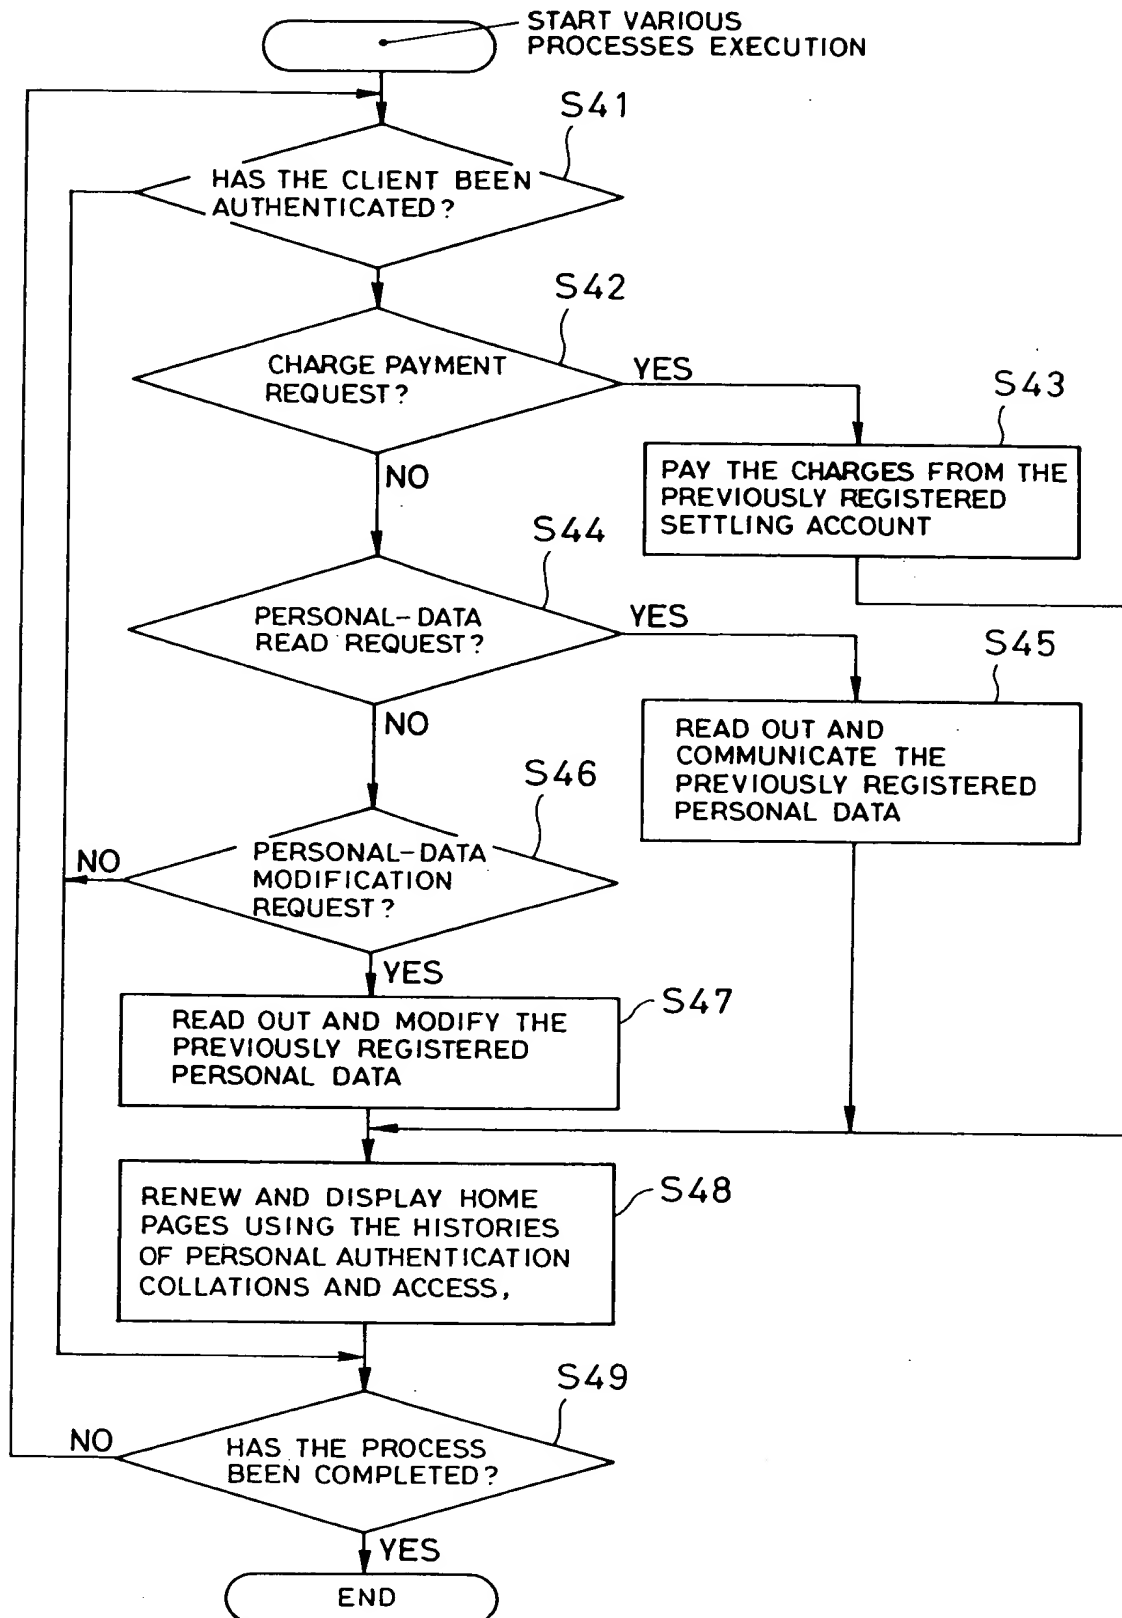 START VARIOUS
PROCESSES EXECUTION
S41
HAS THE CLIENT BEEN
AUTHENTICATED?
S42
CHARGE PAYMENT
REQUEST?
YES
S43
PAY THE CHARGES FROM THE
PREVIOUSLY REGISTERED
SETTLING ACCOUNT
NO
S44
PERSONAL-DATA
READ REQUEST?
YES
S45
READ OUT AND
COMMUNICATE THE
PREVIOUSLY REGISTERED
PERSONAL DATA
NO
S46
PERSONAL-DATA
MODIFICATION
REQUEST?
NO
YES
S47
READ OUT AND MODIFY THE
PREVIOUSLY REGISTERED
PERSONAL DATA
S48
RENEW AND DISPLAY HOME
PAGES USING THE HISTORIES
OF PERSONAL AUTHENTICATION
COLLATIONS AND ACCESS,
S49
NO
HAS THE PROCESS
BEEN COMPLETED?
YES
END